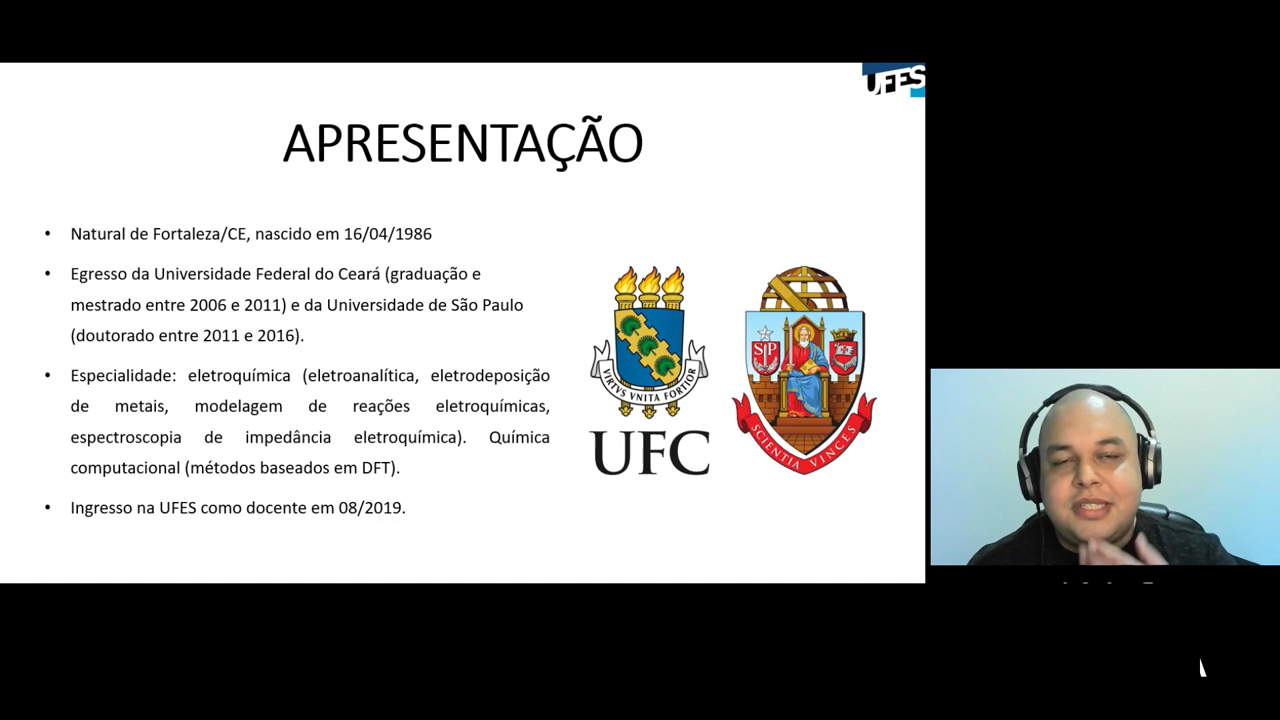 UFES
APRESENTAÇÃO
• Natural de Fortaleza/CE, nascido em 16/04/1986
• Egresso da Universidade Federal do Ceará (graduação e
mestrado entre 2006 e 2011) e da Universidade de São Paulo
(doutorado entre 2011 e 2016).
• Especialidade: eletroquímica (eletroanalítica, eletrodeposição
de metais, modelagem de reações eletroquímicas,
espectroscopia de impedância eletroquímica). Química
computacional (métodos baseados em DFT).
• Ingresso na UFES como docente em 08/2019.
VIRTVS VNITA FORTIOR
UFC
SP
SCIENTIA VINCES